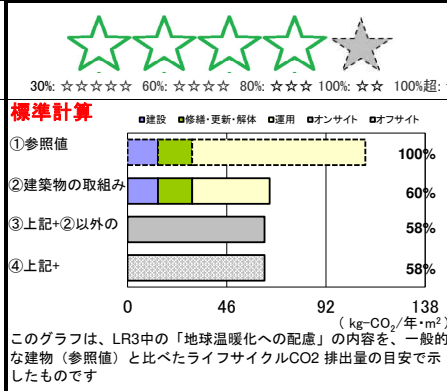 30%: ☆☆☆☆☆ 60%: ☆☆☆☆ 80%: ☆☆☆ 100%: ☆☆ 100%超:
標準計算
■建設 ■修繕・更新・解体 □運用 ■オンサイト ■オフサイト
①参照値 100%
②建築物の取組み 60%
③上記+②以外の 58%
④上記+ 58%
0 46 92 138
( kg-CO2/年・m2 )
このグラフは、LR3中の「地球温暖化への配慮」の内容を、一般的
な建物（参照値）と比べたライフサイクルCO2 排出量の目安で示
したものです